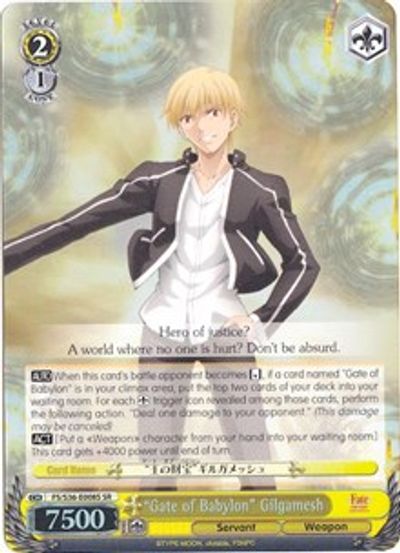 LEVEL
2
1
COST
Hero of justice?
A world where no one is hurt? Don't be absurd.
AUTO When this card's battle opponent becomes [-], if a card named "Gate of
Babylon" is in your climax area, put the top two cards of your deck into your
waiting room. For each trigger icon revealed among those cards, perform
the following action. "Deal one damage to your opponent." (This damage
may be canceled)
ACT [Put a «Weapon» character from your hand into your waiting room]
This card gets +4000 power until end of turn.
Card Name
"王の財宝"ギルガメッシュ
FS/S36-E008S SR
7500
"Gate of Babylon" Gilgamesh
Fate
Servant
Weapon
©TYPE-MOON